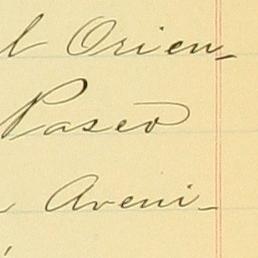 l Orien-
Paseo
Aveni-